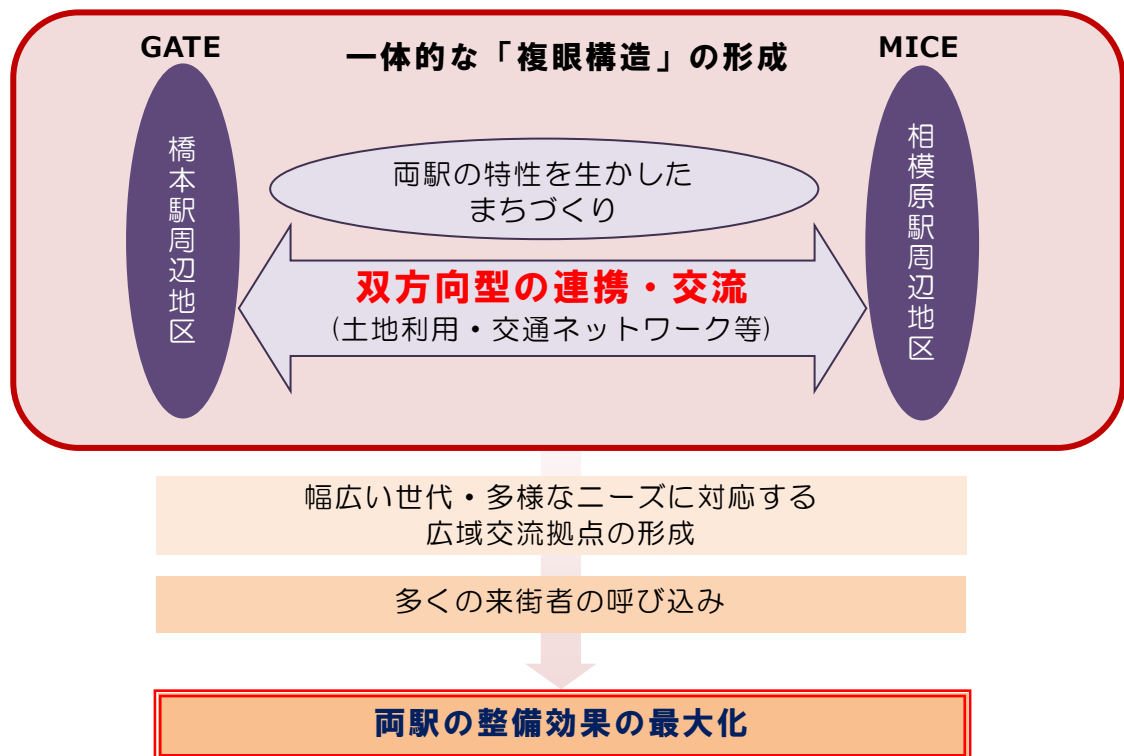 GATE
一体的な「複眼構造」の形成
MICE
橋本駅周辺地区
両駅の特性を生かした
まちづくり
双方向型の連携・交流
(土地利用・交通ネットワーク等)
相模原駅周辺地区
幅広い世代・多様なニーズに対応する
広域交流拠点の形成
多くの来街者の呼び込み
両駅の整備効果の最大化